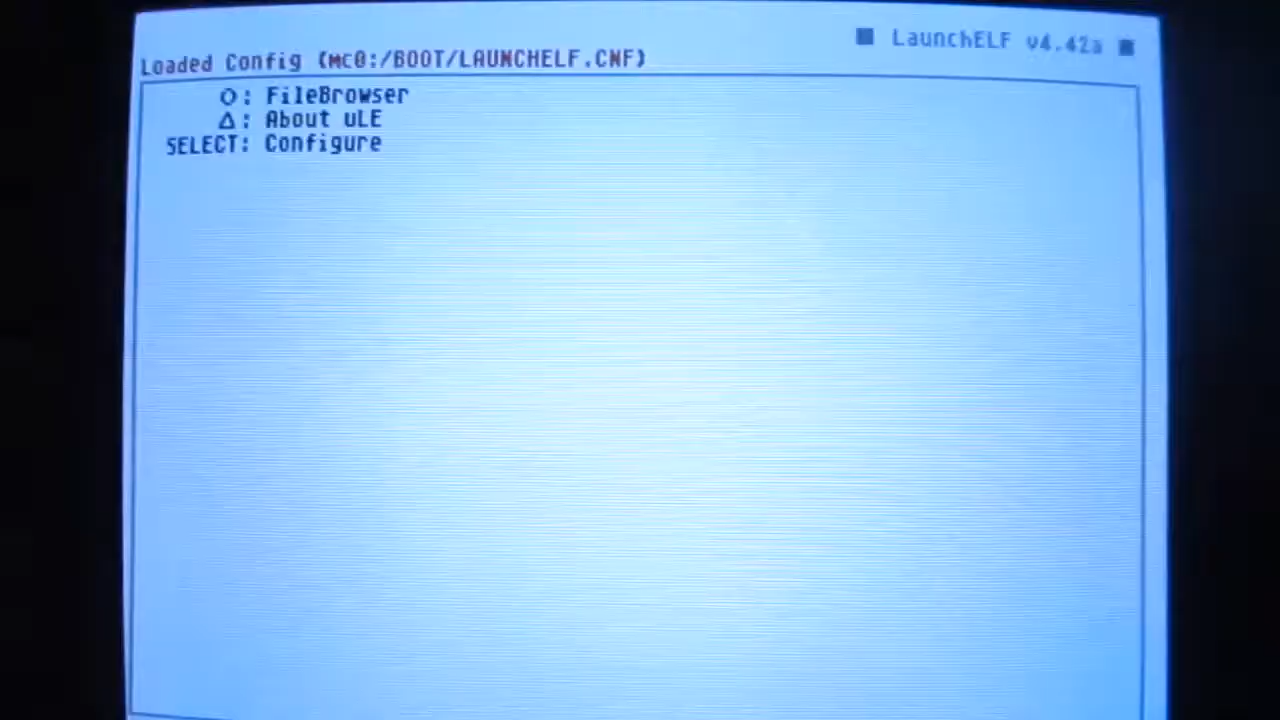 ■ LaunchELF v4.42a ■
Loaded Config (mc0:/BOOT/LAUNCHELF.CNF)
○: FileBrowser
△: About uLE
SELECT: Configure